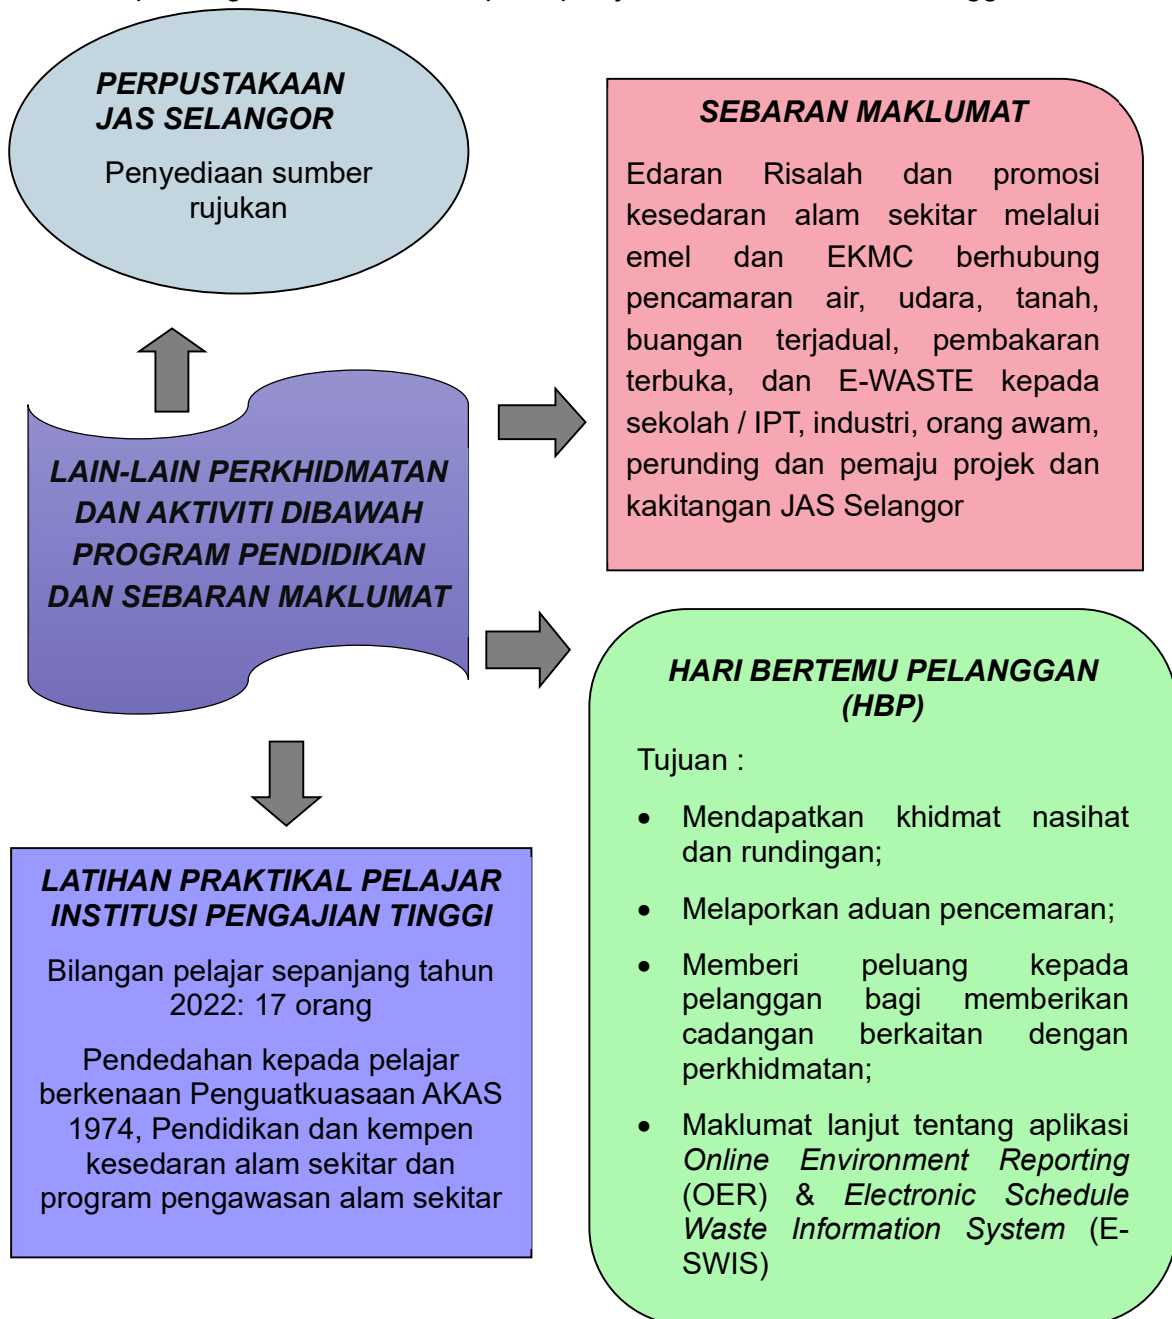 PERPUSTAKAAN
JAS SELANGOR
Penyediaan sumber
rujukan
SEBARAN MAKLUMAT
Edaran Risalah dan promosi
kesedaran alam sekitar melalui
emel dan EKMC berhubung
pencamaran air, udara, tanah,
buangan terjadual, pembakaran
terbuka, dan E-WASTE kepada
sekolah / IPT, industri, orang awam,
perunding dan pemaju projek dan
kakitangan JAS Selangor
LAIN-LAIN PERKHIDMATAN
DAN AKTIVITI DIBAWAH
PROGRAM PENDIDIKAN
DAN SEBARAN MAKLUMAT
HARI BERTEMU PELANGGAN
(HBP)
Tujuan :
• Mendapatkan khidmat nasihat
dan rundingan;
• Melaporkan aduan pencemaran;
• Memberi peluang kepada
pelanggan bagi memberikan
cadangan berkaitan dengan
perkhidmatan;
• Maklumat lanjut tentang aplikasi
Online Environment Reporting
(OER) & Electronic Schedule
Waste Information System (E-
SWIS)
LATIHAN PRAKTIKAL PELAJAR
INSTITUSI PENGAJIAN TINGGI
Bilangan pelajar sepanjang tahun
2022: 17 orang
Pendedahan kepada pelajar
berkenaan Penguatkuasaan AKAS
1974, Pendidikan dan kempen
kesedaran alam sekitar dan
program pengawasan alam sekitar